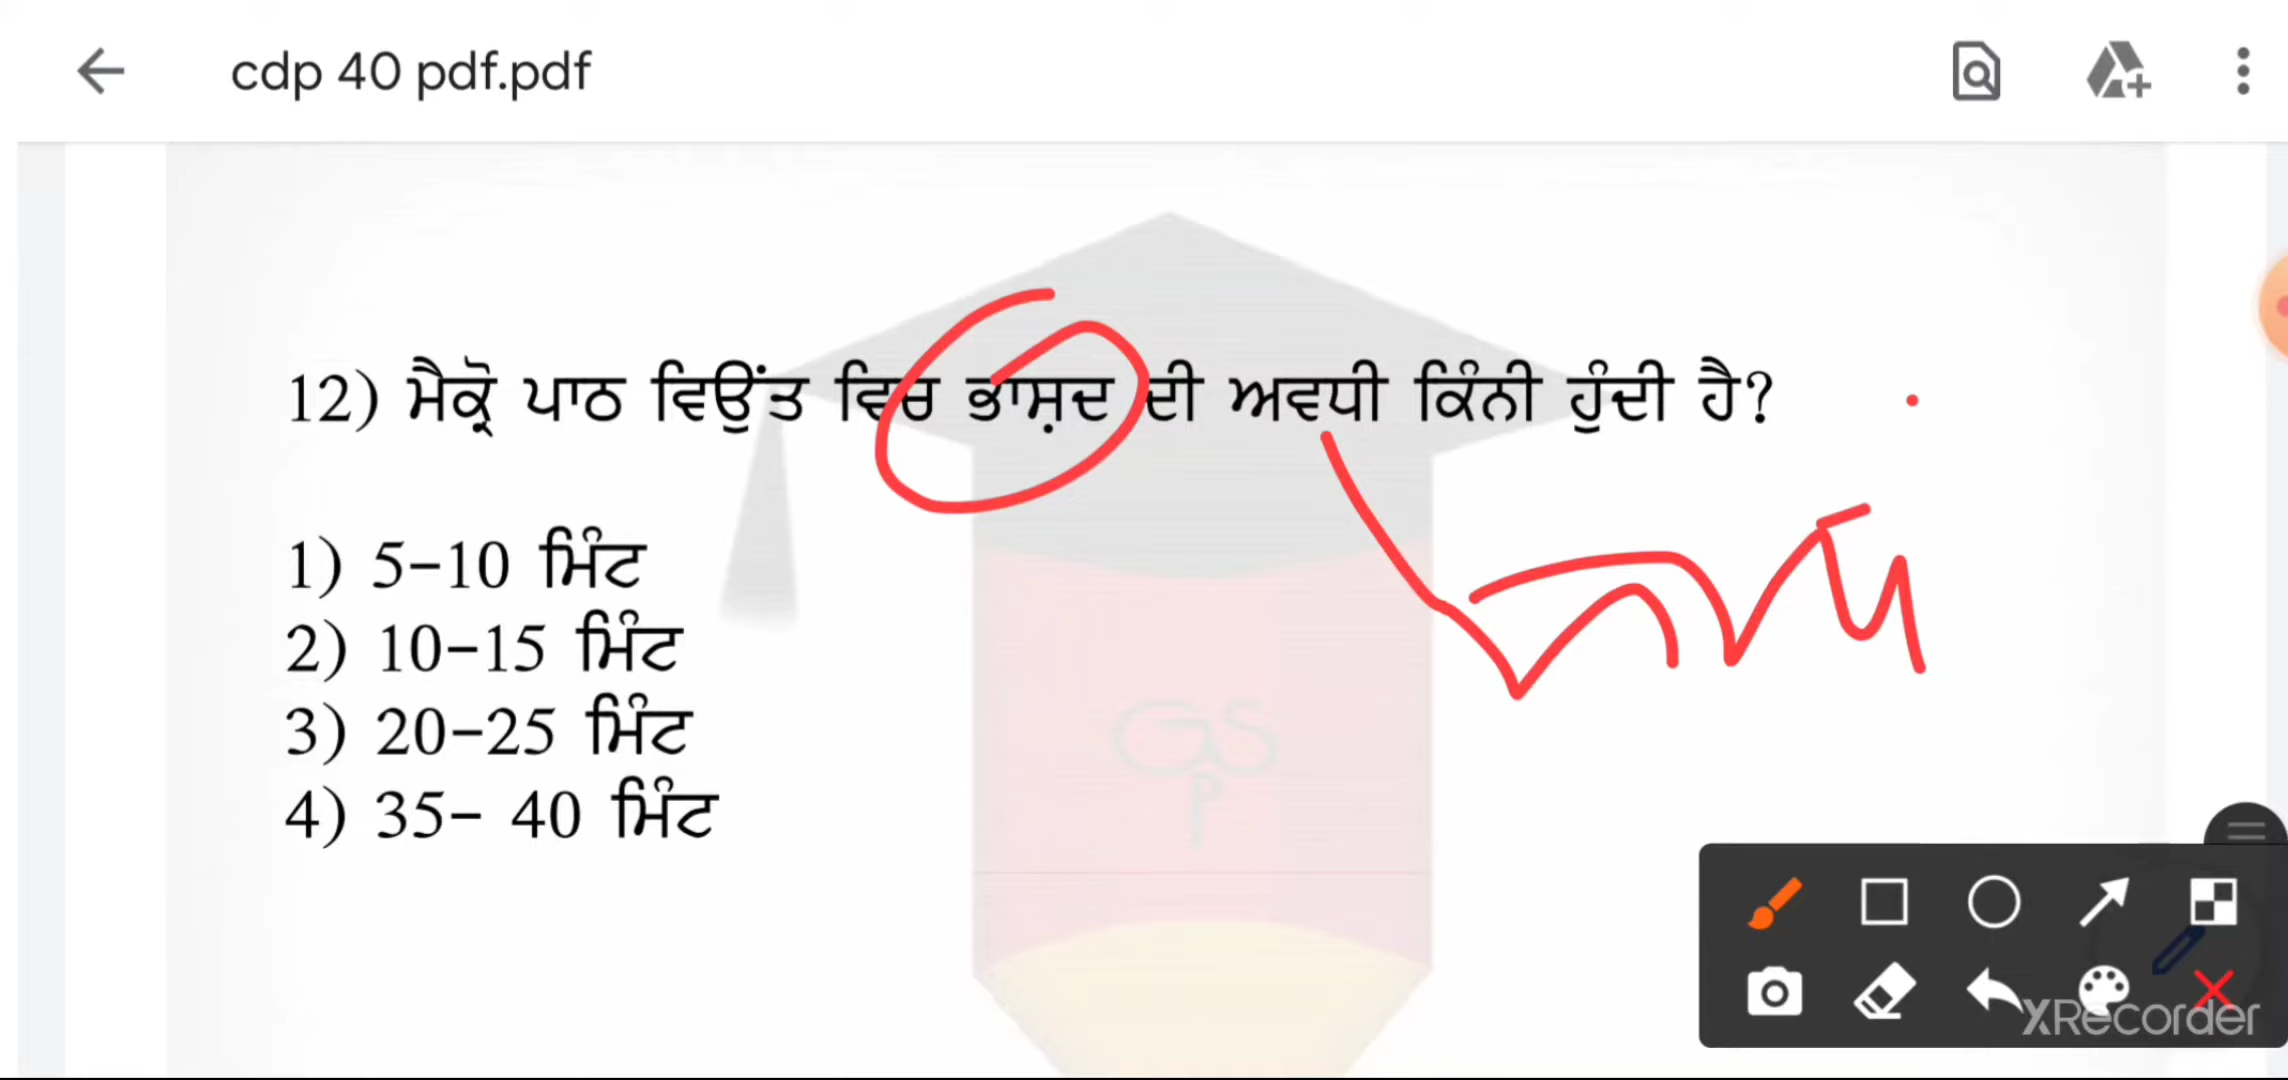 cdp 40 pdf.pdf
12) ਮੈਕ੍ਰੋ ਪਾਠ ਵਿਉਂਤ ਵਿਚ ਭਾਸ਼ਦ ਦੀ ਅਵਧੀ ਕਿੰਨੀ ਹੁੰਦੀ ਹੈ?
1) 5-10 ਮਿੰਟ
2) 10-15 ਮਿੰਟ
3) 20-25 ਮਿੰਟ
4) 35- 40 ਮਿੰਟ
GS
P
XRecorder